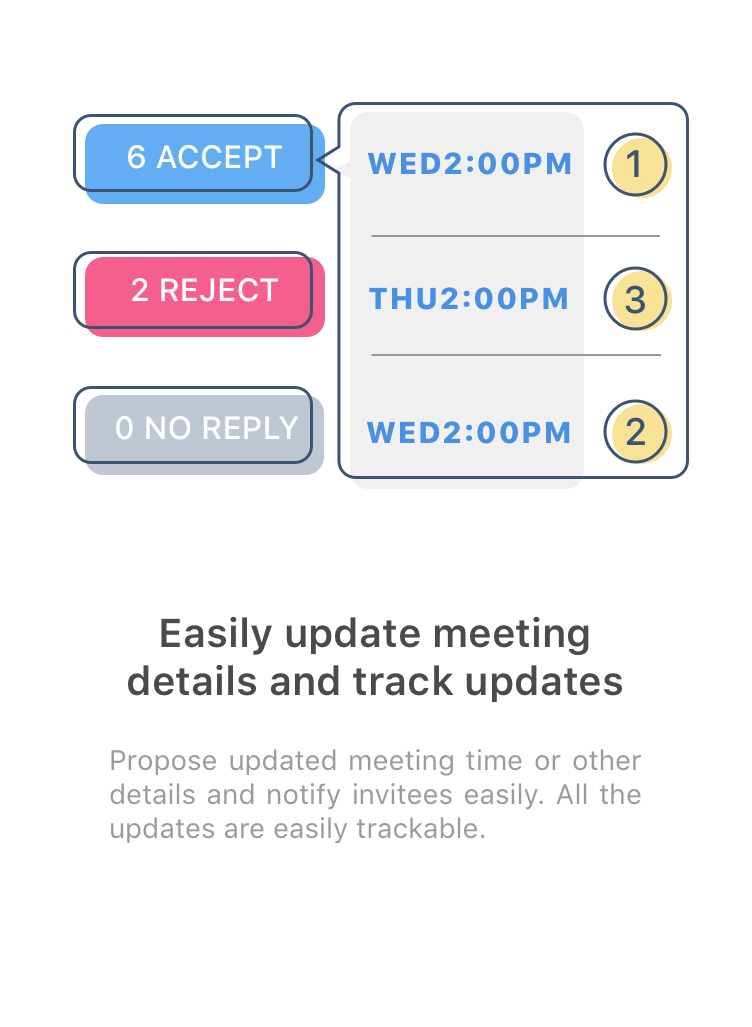 6 ACCEPT
2 REJECT
0 NO REPLY
WED2:00PM 1
THU2:00PM 3
WED2:00PM 2
Easily update meeting
details and track updates
Propose updated meeting time or other
details and notify invitees easily. All the
updates are easily trackable.